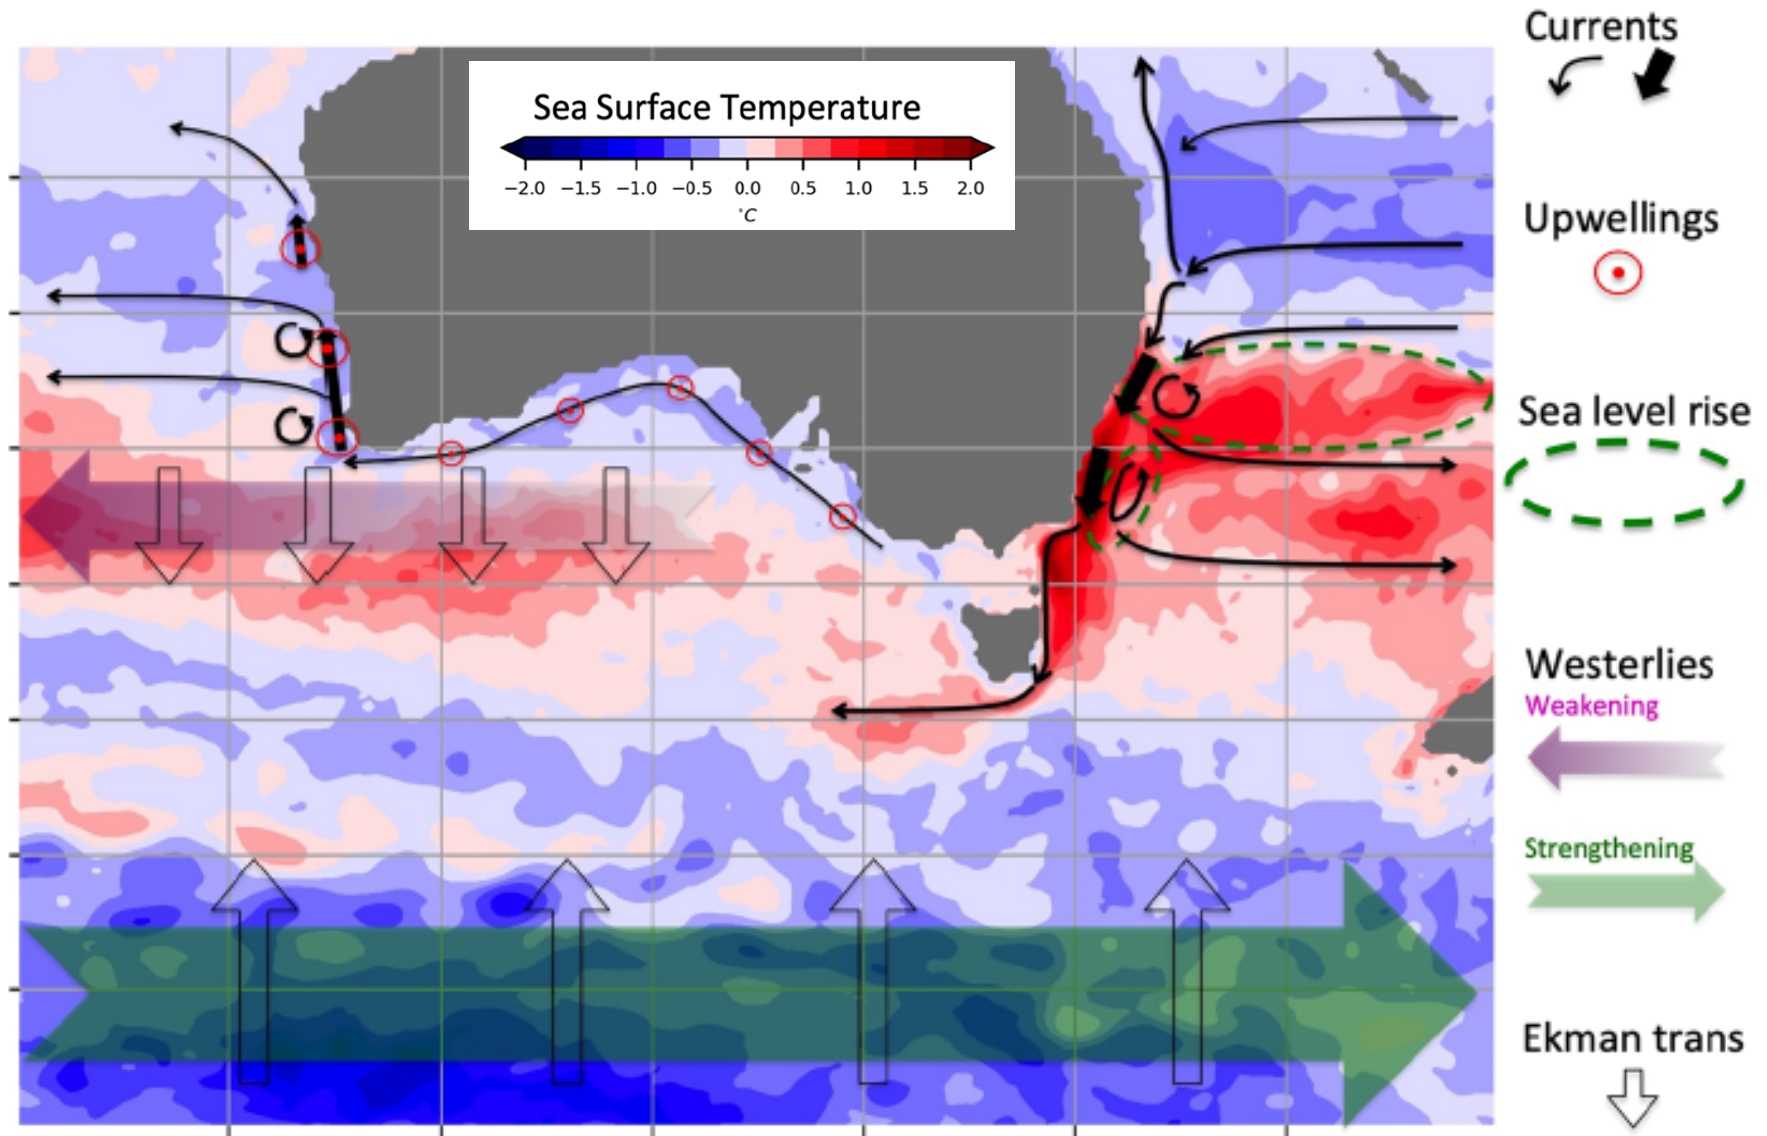 Sea Surface Temperature
−2.0 −1.5 −1.0 −0.5 0.0 0.5 1.0 1.5 2.0
°C
Currents
Upwellings
Sea level rise
Westerlies
Weakening
Strengthening
Ekman trans